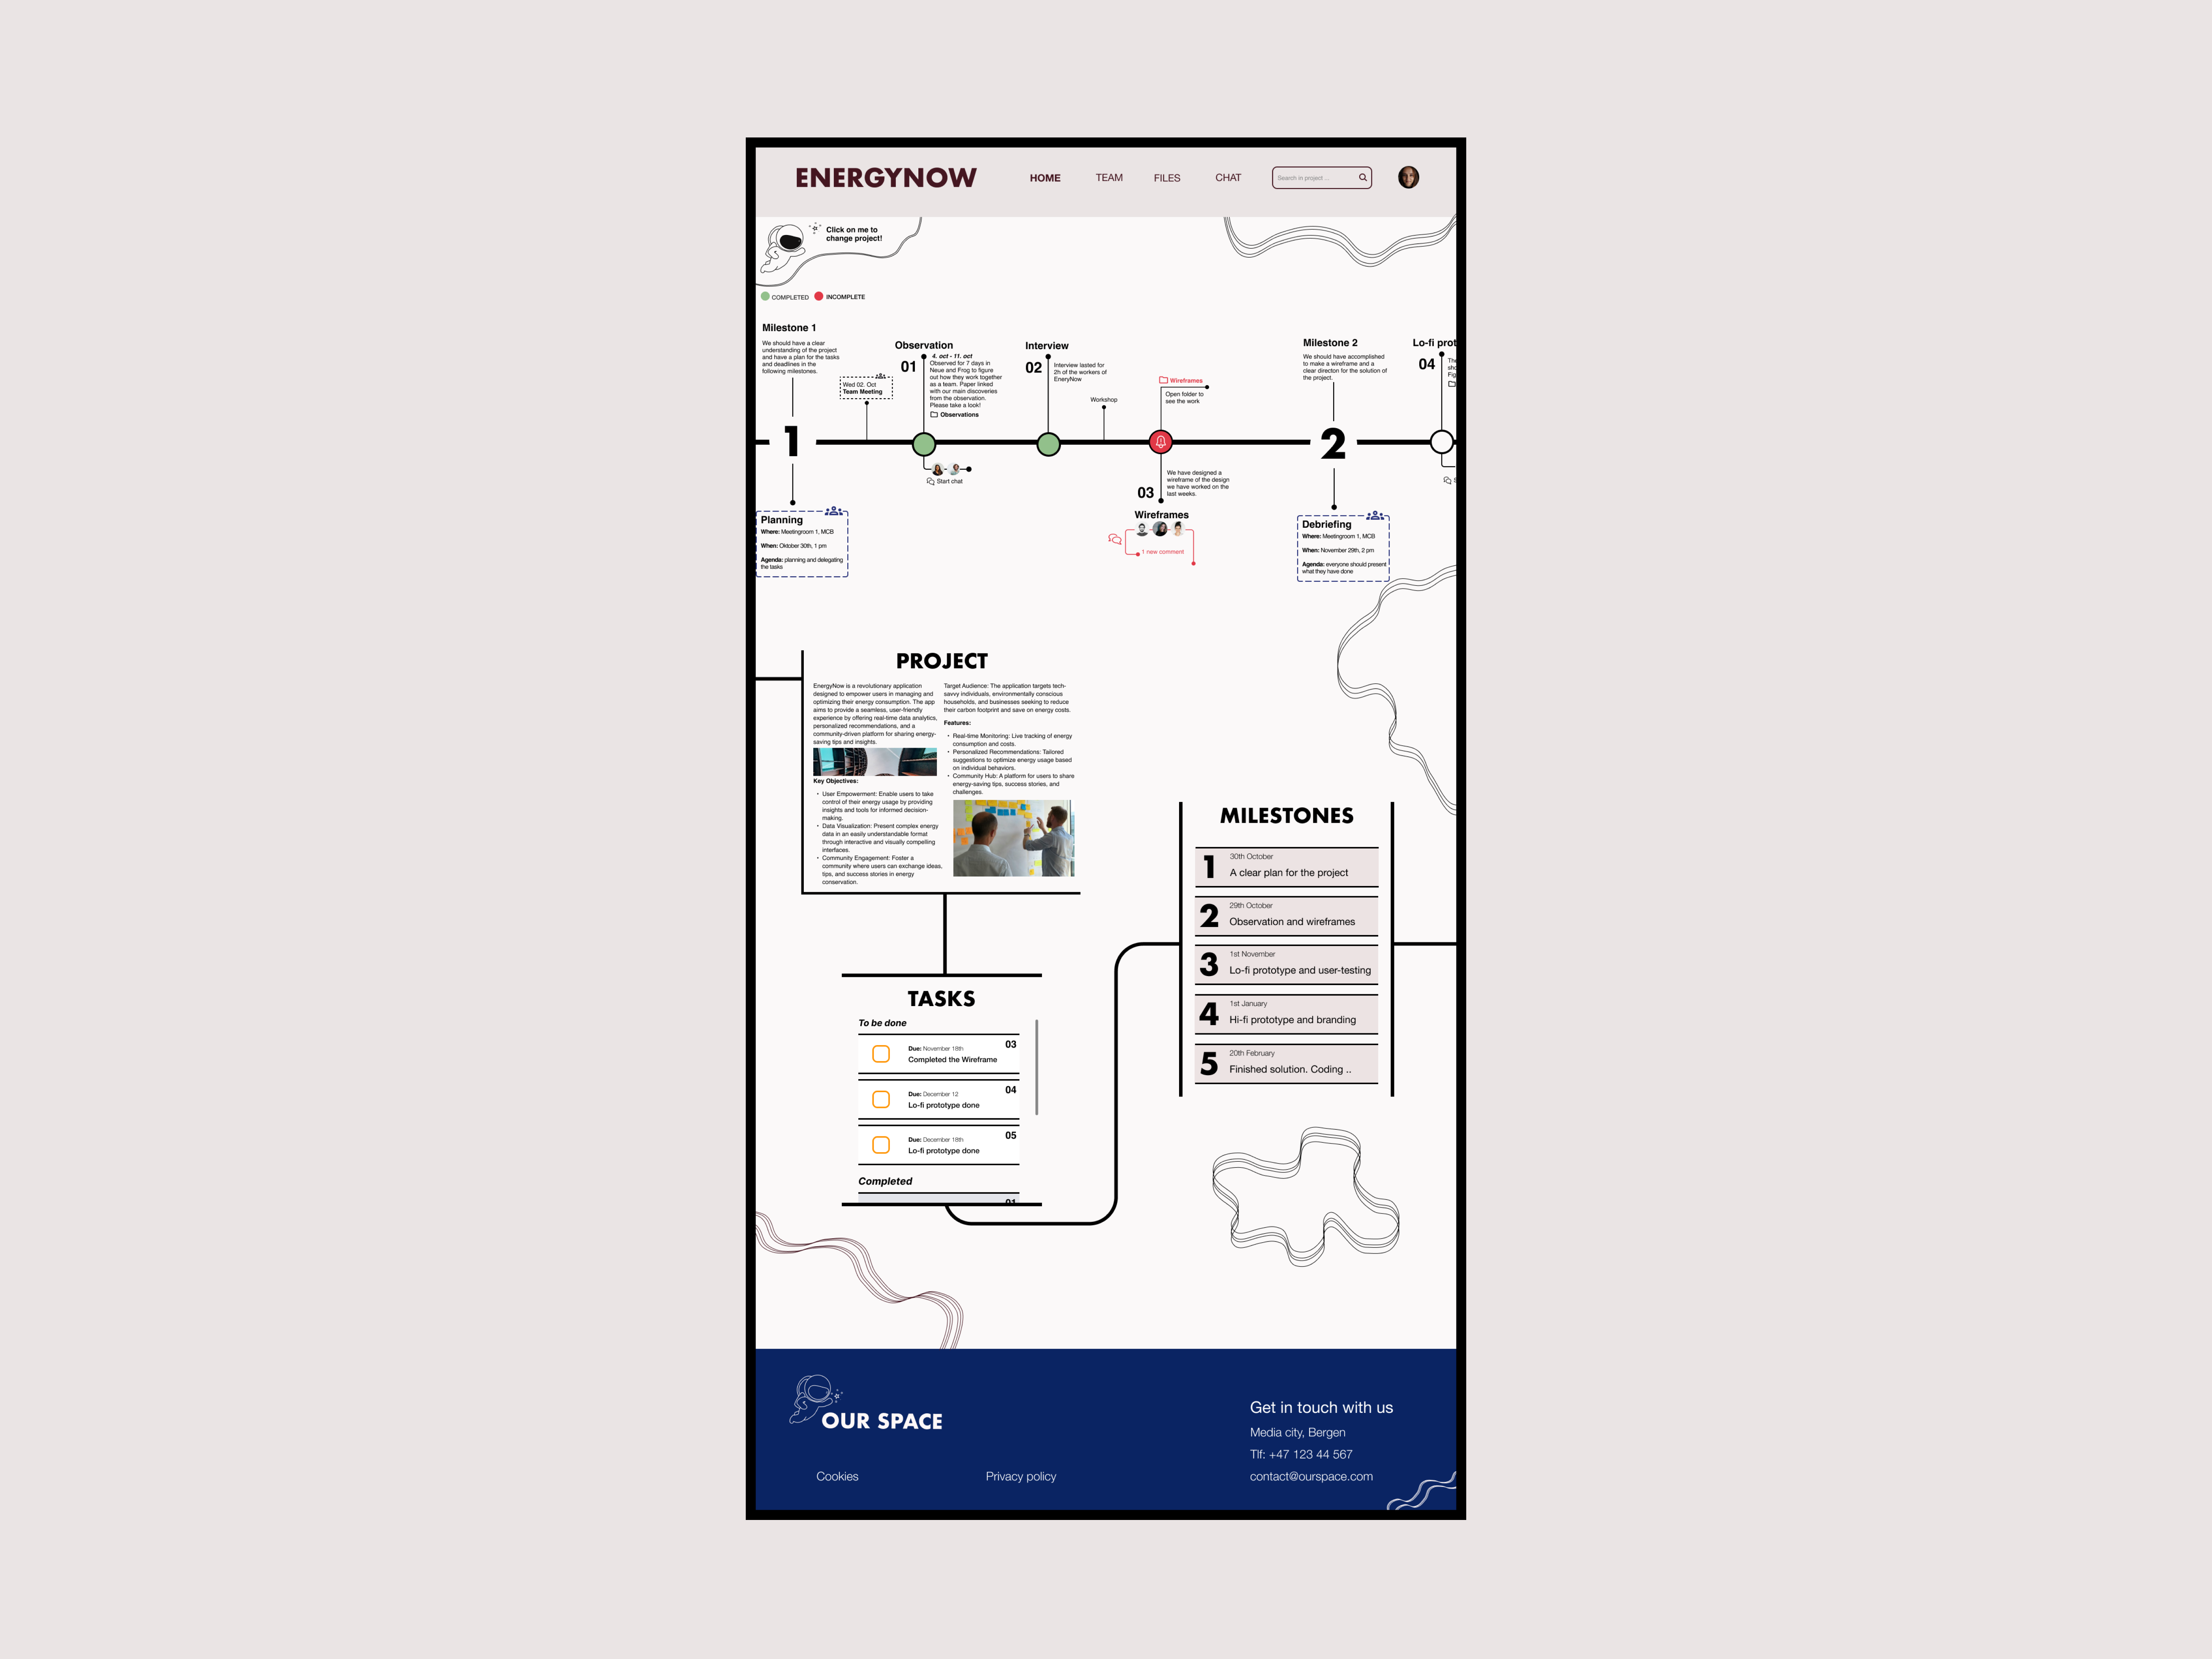 ENERGYNOW
HOME
TEAM
FILES
CHAT
Search in project ...
Click on me to
change project!
COMPLETED
INCOMPLETE
Milestone 1
We should have a clear
understanding of the project
and have a plan for the tasks
and deadlines in the
following milestones.
Wed 02. Oct
Team Meeting
Observation
01
4. oct - 11. oct
Observed for 7 days in
Neue and Frog to figure
out how they work together
as a team. Paper linked
with our main discoveries
from the observation.
Please take a look!
Observations
Interview
02
Interview lasted for
2h of the workers of
EneryNow
Workshop
Wireframes
Open folder to
see the work
Milestone 2
We should have accomplished
to make a wireframe and a
clear directon for the solution of
the project.
Lo-fi prot
04
The
sho
Fig
1
2
Start chat
We have designed a
wireframe of the design
we have worked on the
last weeks.
03
Wireframes
1 new comment
S
Planning
Where: Meetingroom 1, MCB
When: Oktober 30th, 1 pm
Agenda: planning and delegating
the tasks
Debriefing
Where: Meetingroom 1, MCB
When: November 29th, 2 pm
Agenda: everyone should present
what they have done
PROJECT
EnergyNow is a revolutionary application
designed to empower users in managing and
optimizing their energy consumption. The app
aims to provide a seamless, user-friendly
experience by offering real-time data analytics,
personalized recommendations, and a
community-driven platform for sharing energy-
saving tips and insights.
Key Objectives:
• User Empowerment: Enable users to take
control of their energy usage by providing
insights and tools for informed decision-
making.
• Data Visualization: Present complex energy
data in an easily understandable format
through interactive and visually compelling
interfaces.
• Community Engagement: Foster a
community where users can exchange ideas,
tips, and success stories in energy
conservation.
Target Audience: The application targets tech-
savvy individuals, environmentally conscious
households, and businesses seeking to reduce
their carbon footprint and save on energy costs.
Features:
• Real-time Monitoring: Live tracking of energy
consumption and costs.
• Personalized Recommendations: Tailored
suggestions to optimize energy usage based
on individual behaviors.
• Community Hub: A platform for users to share
energy-saving tips, success stories, and
challenges.
MILESTONES
1
30th October
A clear plan for the project
2
29th October
Observation and wireframes
3
1st November
Lo-fi prototype and user-testing
4
1st January
Hi-fi prototype and branding
5
20th February
Finished solution. Coding ..
TASKS
To be done
03
Due: November 18th
Completed the Wireframe
04
Due: December 12
Lo-fi prototype done
05
Due: December 18th
Lo-fi prototype done
Completed
01
OUR SPACE
Cookies
Privacy policy
Get in touch with us
Media city, Bergen
Tlf: +47 123 44 567
contact@ourspace.com